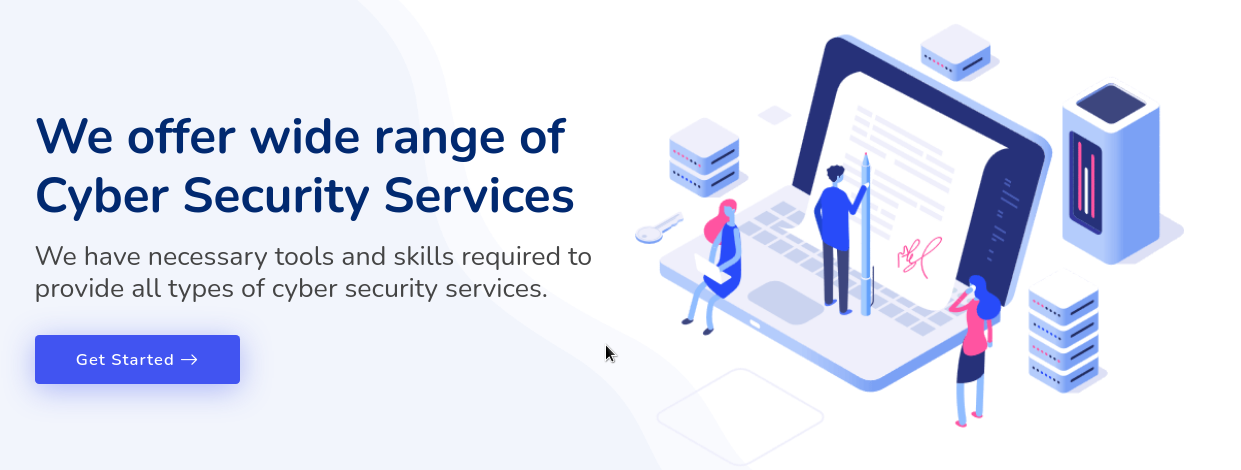 We offer wide range of
Cyber Security Services
We have necessary tools and skills required to
provide all types of cyber security services.
Get Started →